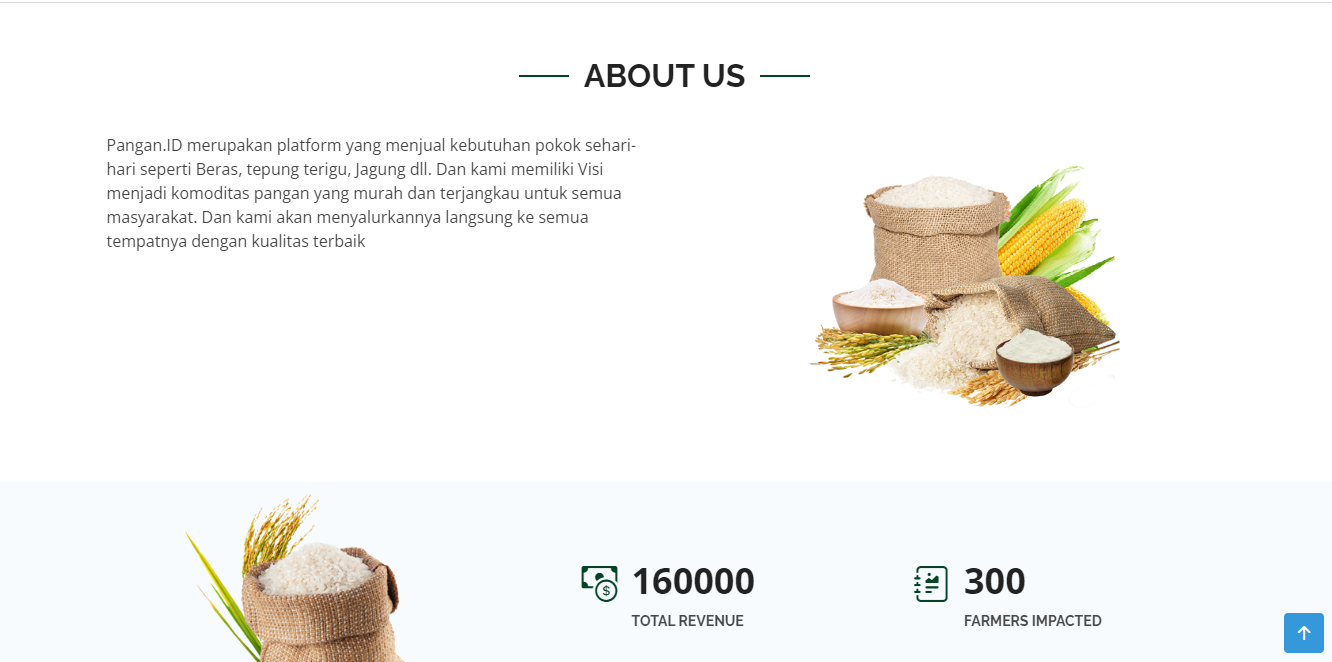 ABOUT US
Pangan.ID merupakan platform yang menjual kebutuhan pokok sehari-
hari seperti Beras, tepung terigu, Jagung dll. Dan kami memiliki Visi
menjadi komoditas pangan yang murah dan terjangkau untuk semua
masyarakat. Dan kami akan menyalurkannya langsung ke semua
tempatnya dengan kualitas terbaik
160000
TOTAL REVENUE
300
FARMERS IMPACTED